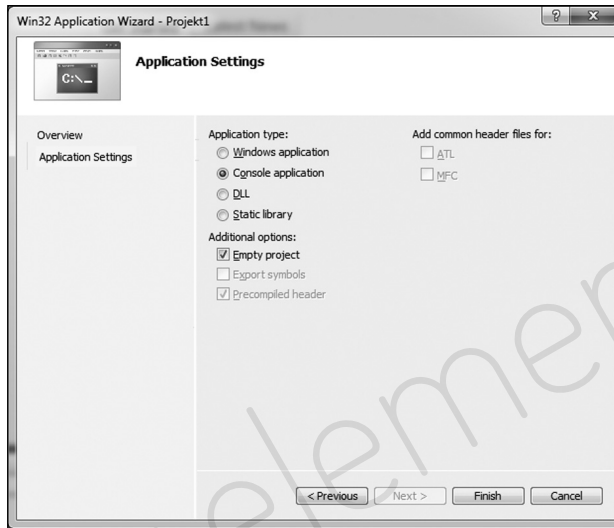 Win32 Application Wizard - Projekt1
Application Settings
C:\_
Overview
Application Settings
Application type:
Windows application
Console application
DLL
Static library
Additional options:
Empty project
Export symbols
Precompiled header
Add common header files for:
ATL
MFC
< Previous
Next >
Finish
Cancel